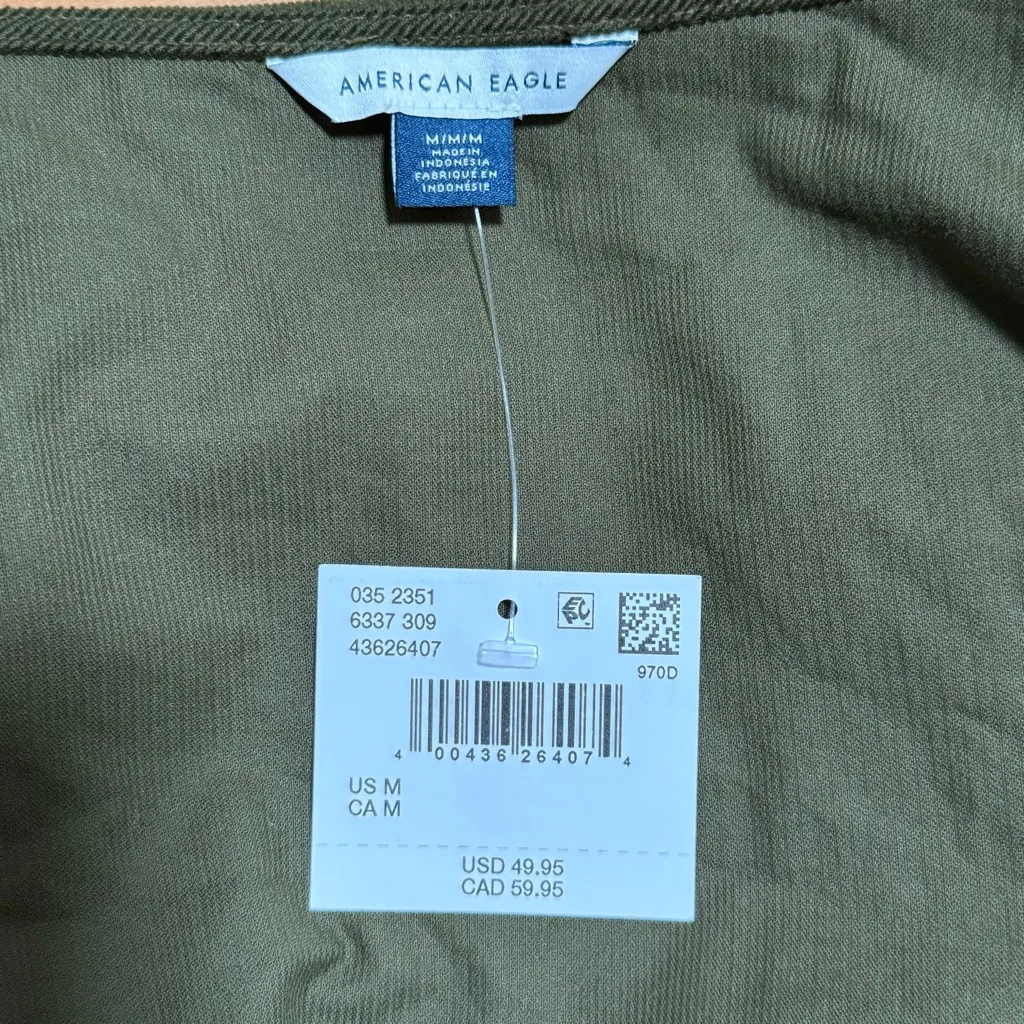 AMERICAN EAGLE
M/M/M
MADE IN
INDONESIA
FABRIQUÉ EN
INDONÉSIE
035 2351
6337 309
43626407
970D
4 00436 26407 4
US M
CA M
USD 49.95
CAD 59.95